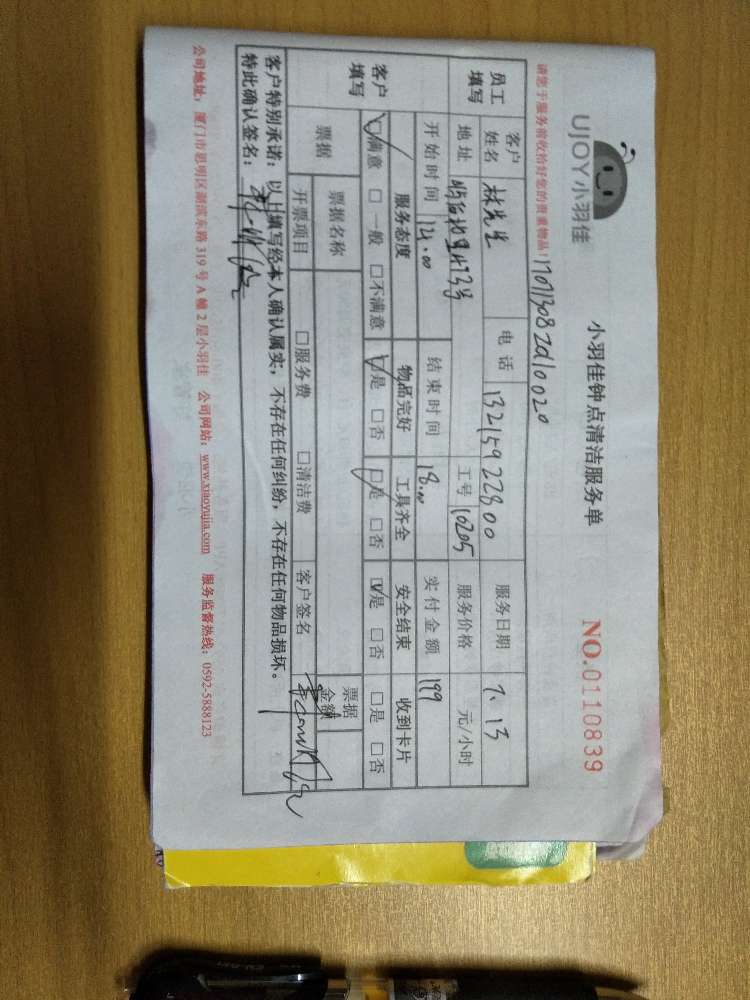 UJOY小羽佳
小羽佳钟点清洁服务单
NO.0110839
请您于服务前收拾好您的贵重物品!
员工填写
客户姓名 林先生 电话 13215922800 服务日期 7.13
地址 工号 10205 服务价格 元/小时
开始时间 14.00 结束时间 18.00 实付金额 199
客户填写
服务态度 物品完好 工具齐全 安全结束 收到卡片
☑满意 □一般 □不满意 ☑是 □否 ☑是 □否 ☑是 □否 □是 □否
票据 票据名称 票据金额
开票项目 □服务费 □清洁费 客户签名
客户特别承诺:以上填写经本人确认属实,不存在任何纠纷,不存在任何物品损坏。
特此确认签名:
公司地址:厦门市思明区湖滨东路319号A幢2层小羽佳 公司网站:www.xiaoyujia.com 服务监督热线:0592-5888123